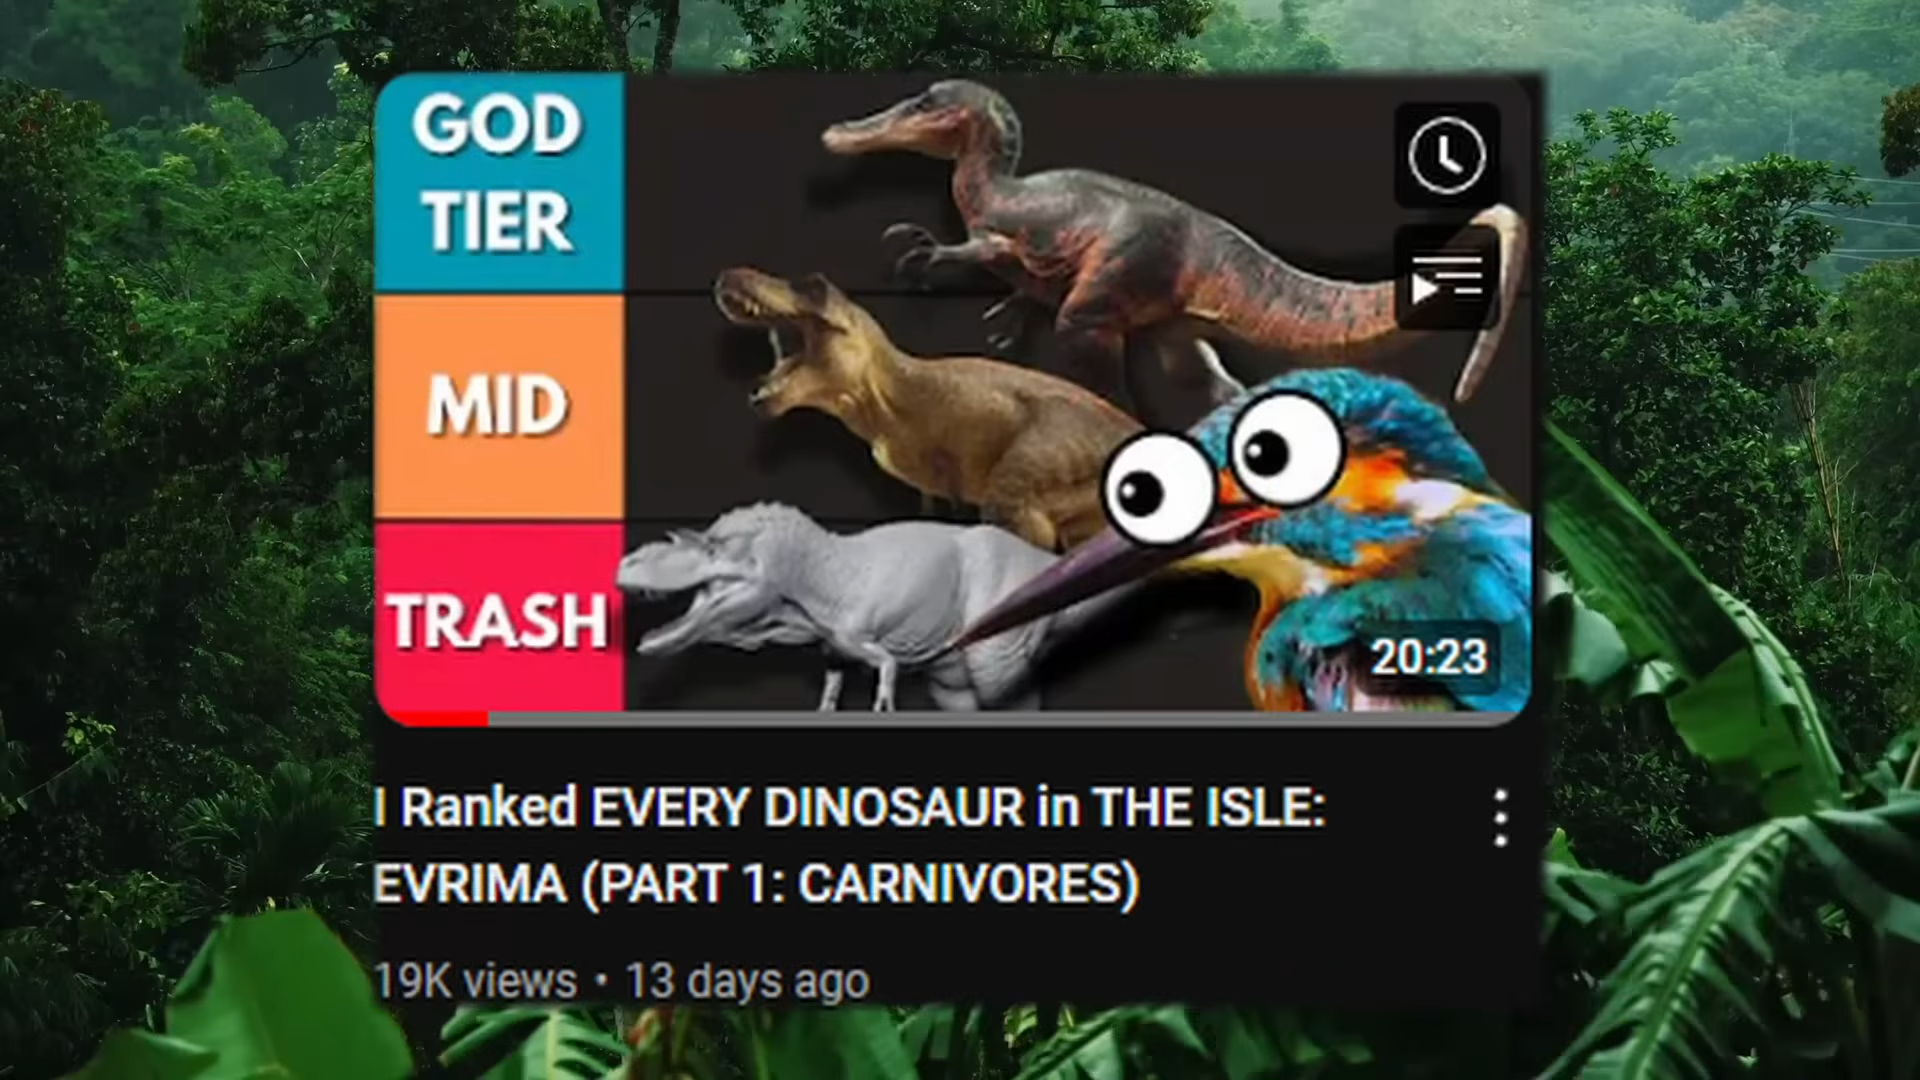 GOD
TIER
MID
TRASH
20:23
I Ranked EVERY DINOSAUR in THE ISLE:
EVRIMA (PART 1: CARNIVORES)
19K views • 13 days ago